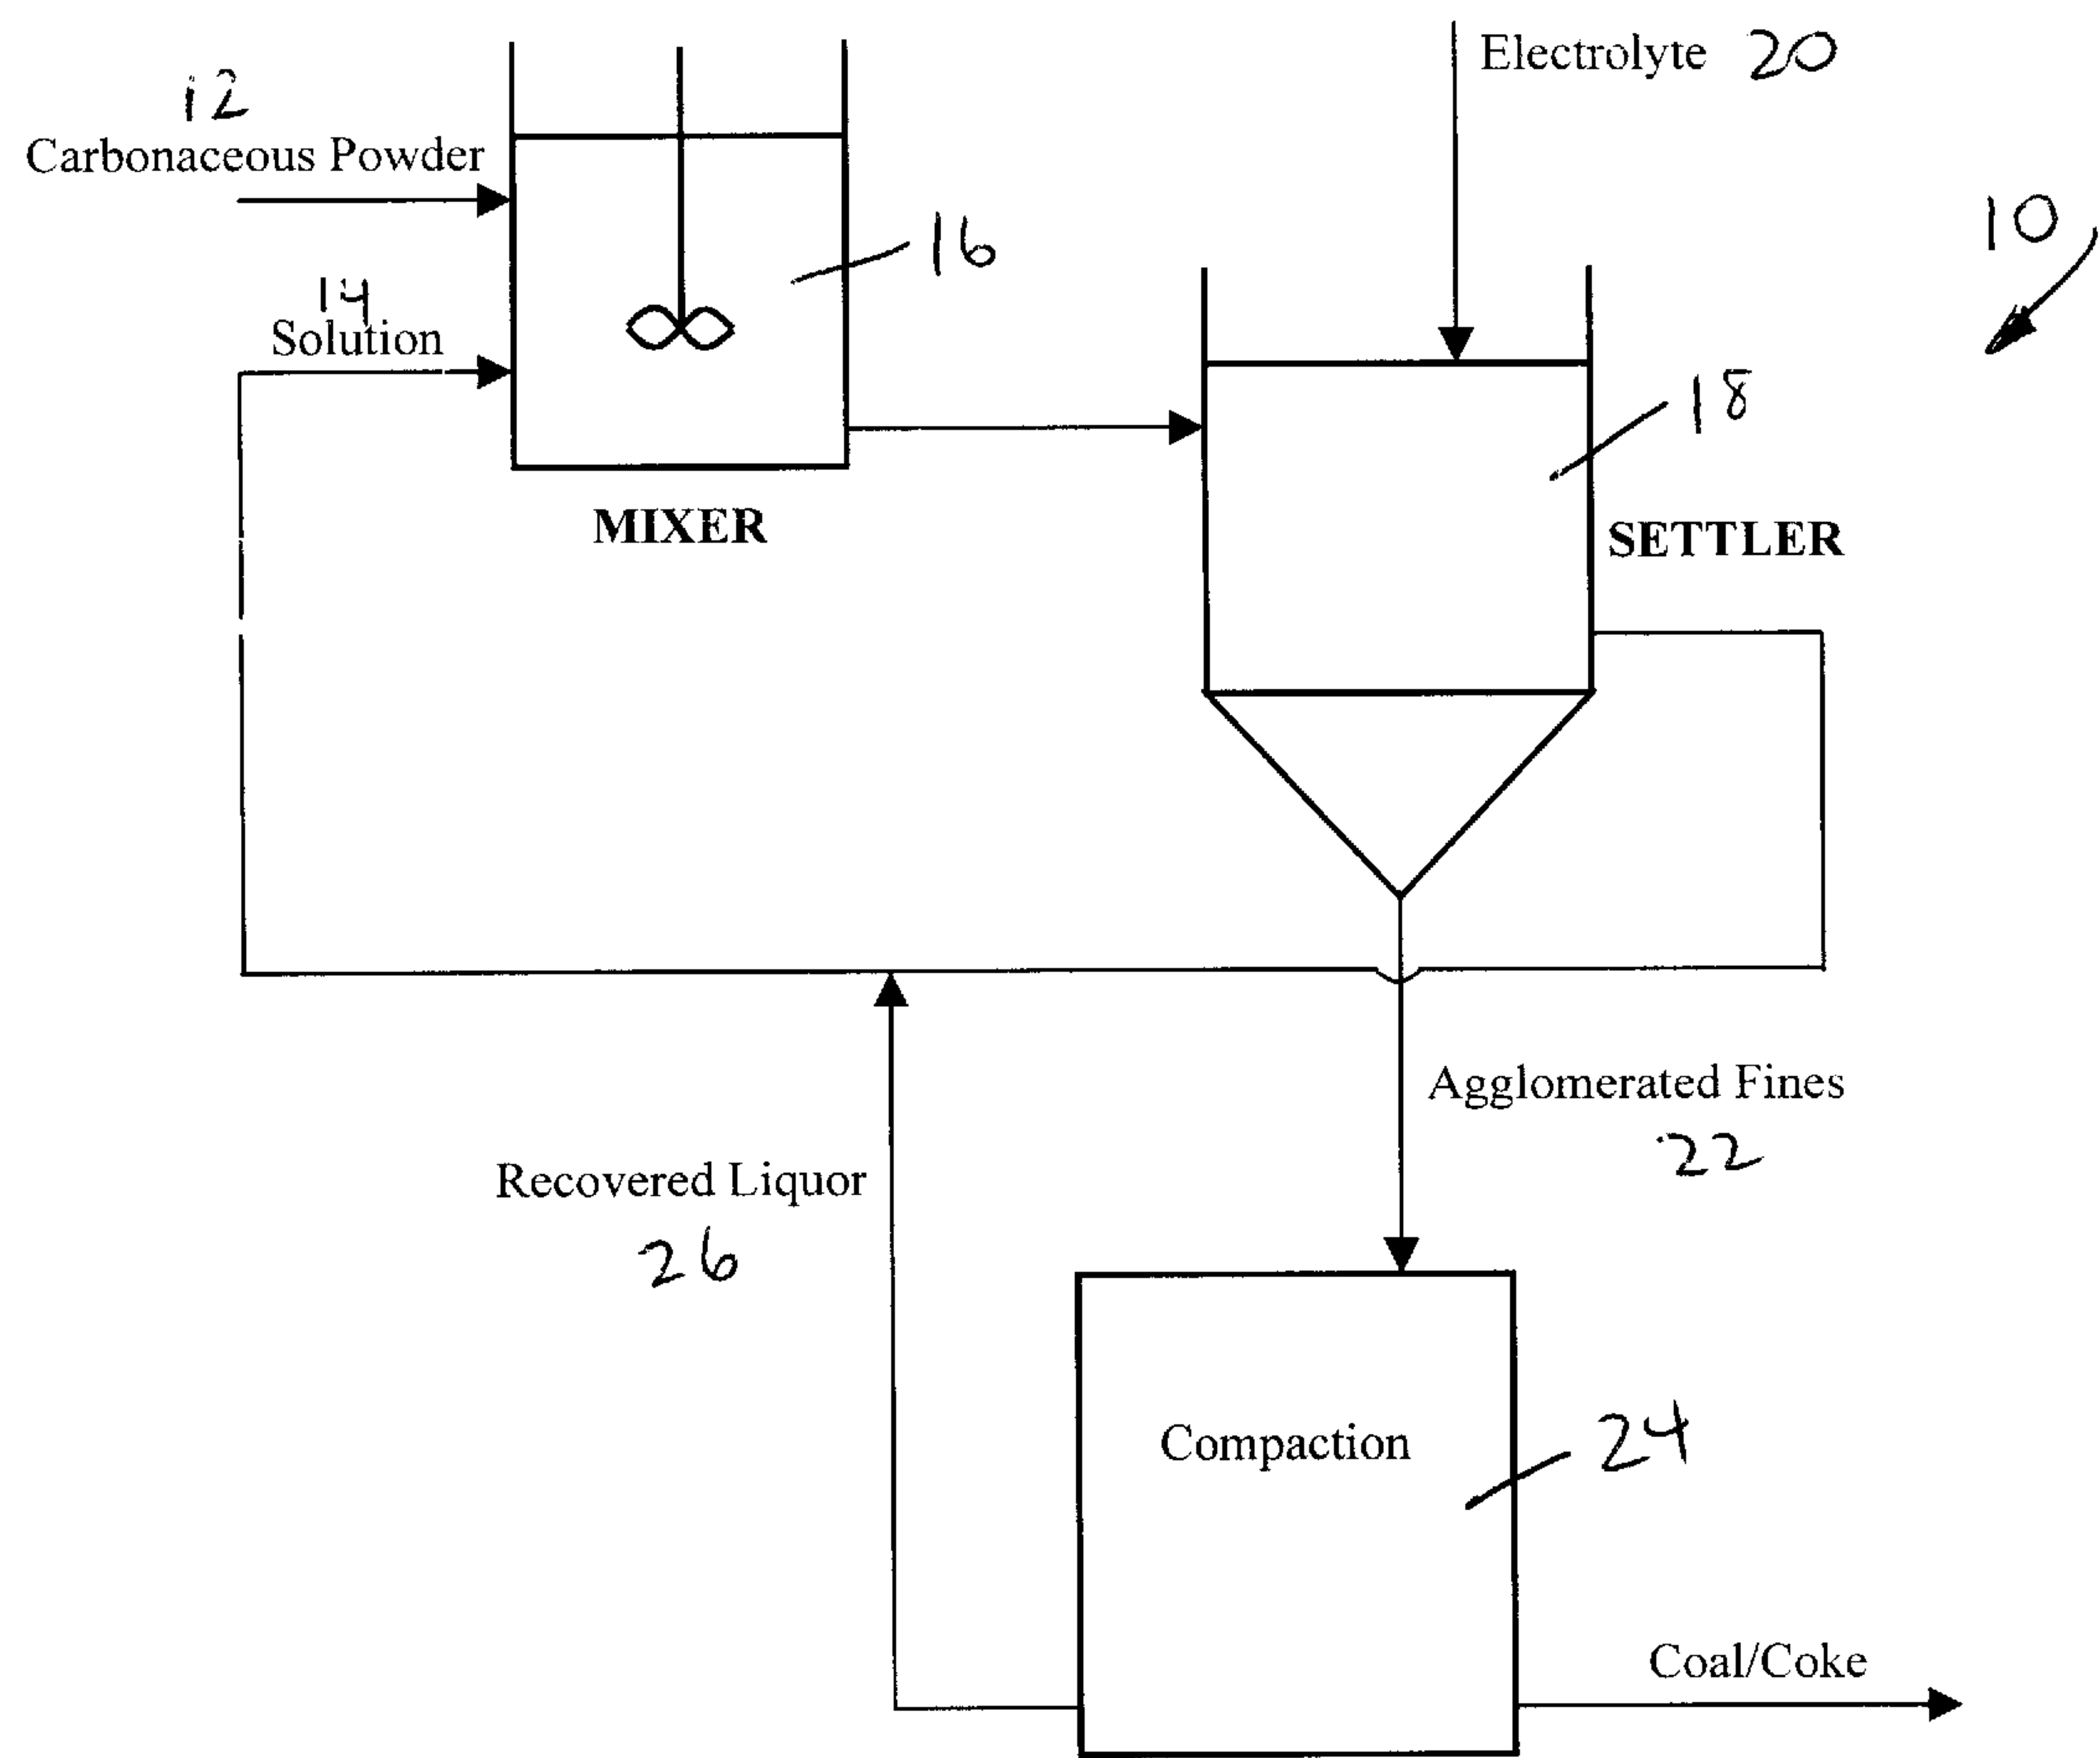 Electrolyte 20
12
Carbonaceous Powder
10
16
14
Solution
18
MIXER
SETTLER
Agglomerated Fines
22
Recovered Liquor
26
Compaction
24
Coal/Coke